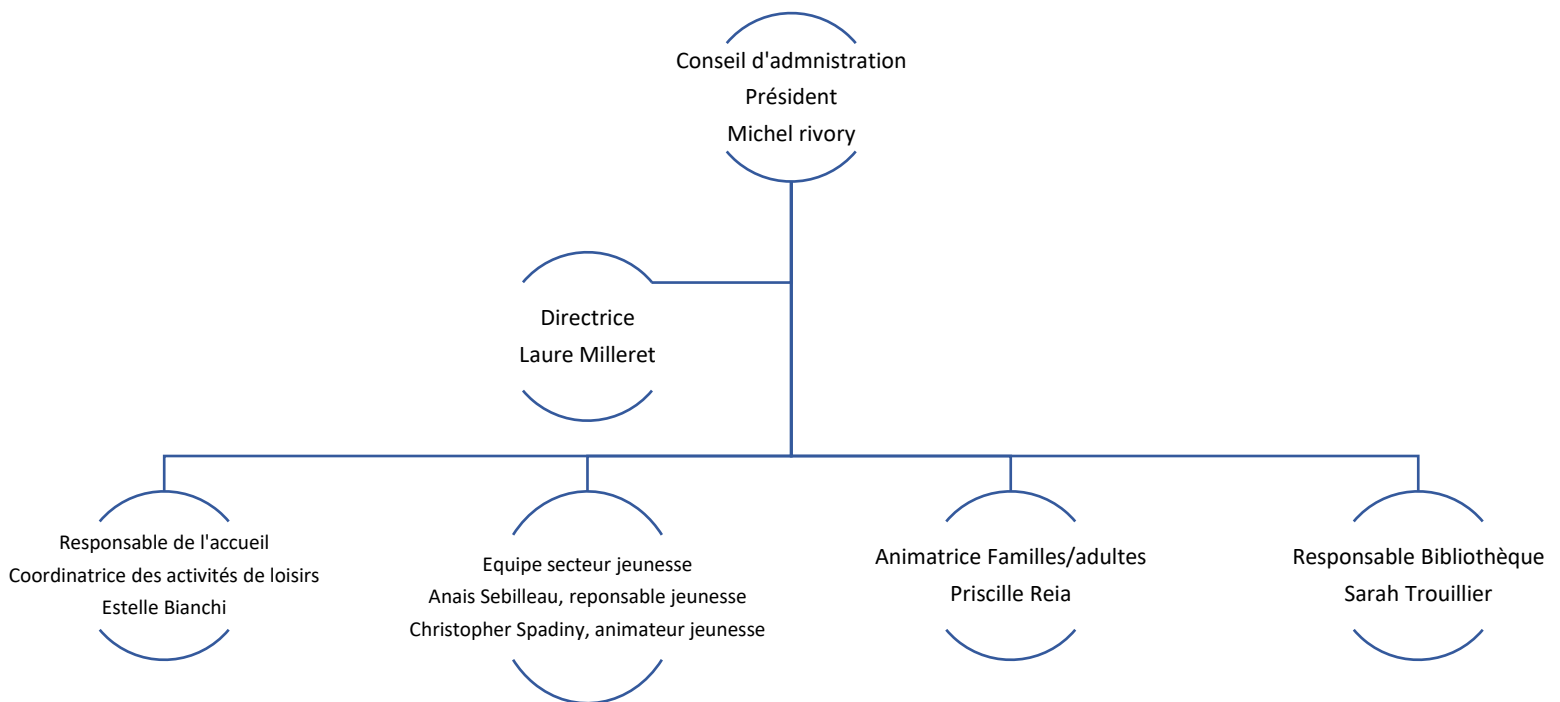 Conseil d'admnistration
Président
Michel rivory
Directrice
Laure Milleret
Responsable de l'accueil
Coordinatrice des activités de loisirs
Estelle Bianchi
Equipe secteur jeunesse
Anais Sebilleau, reponsable jeunesse
Christopher Spadiny, animateur jeunesse
Animatrice Familles/adultes
Priscille Reia
Responsable Bibliothèque
Sarah Trouillier